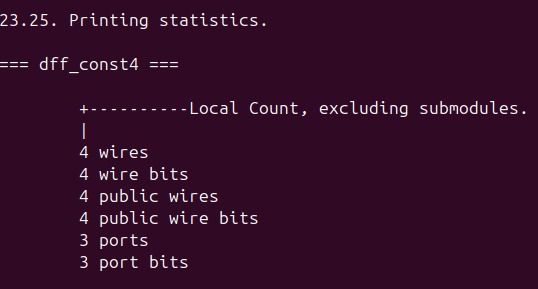 23.25. Printing statistics.
=== dff_const4 ===
+----------Local Count, excluding submodules.
|
4 wires
4 wire bits
4 public wires
4 public wire bits
3 ports
3 port bits